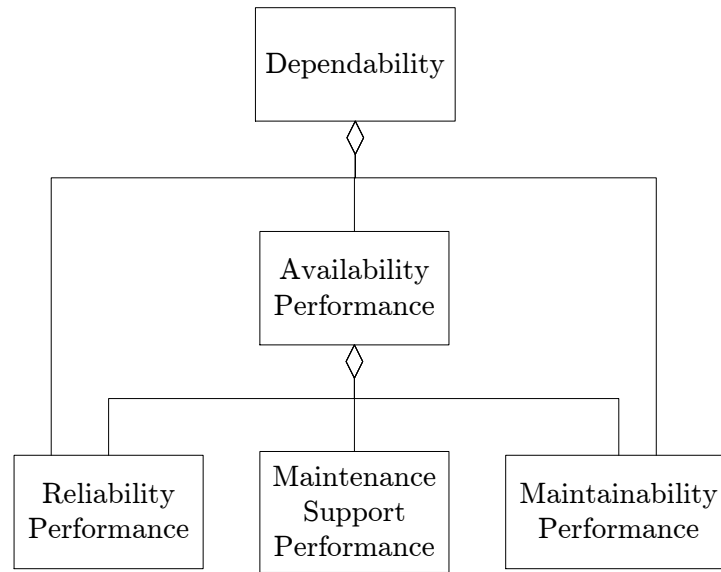 Dependability
Availability
Performance
Reliability
Performance
Maintenance
Support
Performance
Maintainability
Performance